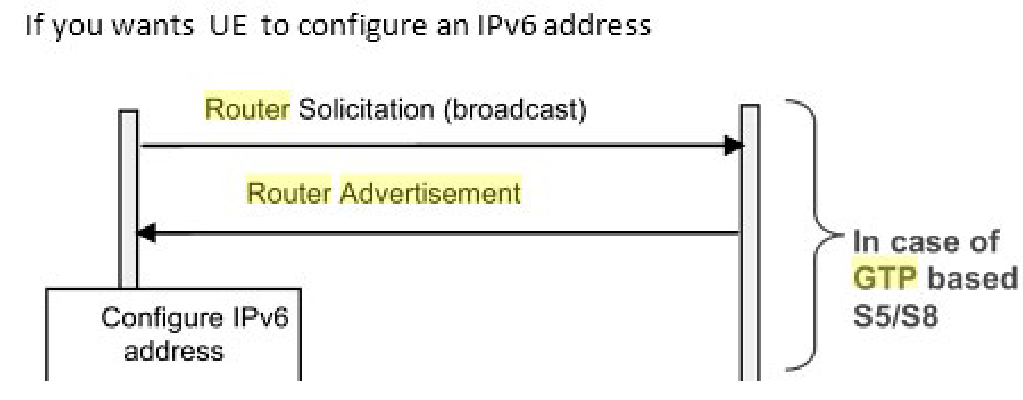 If you wants UE to configure an IPv6 address
Router Solicitation (broadcast)
Router Advertisement
In case of
GTP based
S5/S8
Configure IPv6
address